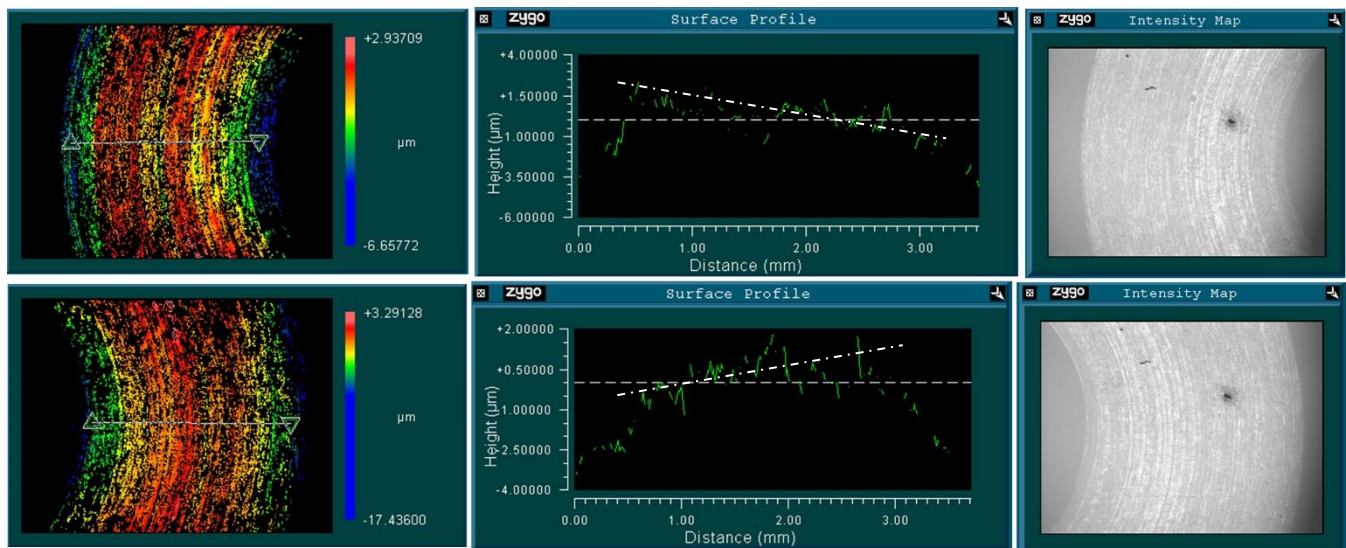 +2.93709
µm
-6.65772
zygo
Surface Profile
+4.00000
+1.50000
-1.00000
-3.50000
-6.00000
Height (µm)
0.00
1.00
2.00
3.00
Distance (mm)
zygo
Intensity Map
+3.29128
µm
-17.43600
zygo
Surface Profile
+2.00000
+0.50000
-1.00000
-2.50000
-4.00000
Height (µm)
0.00
1.00
2.00
3.00
Distance (mm)
zygo
Intensity Map